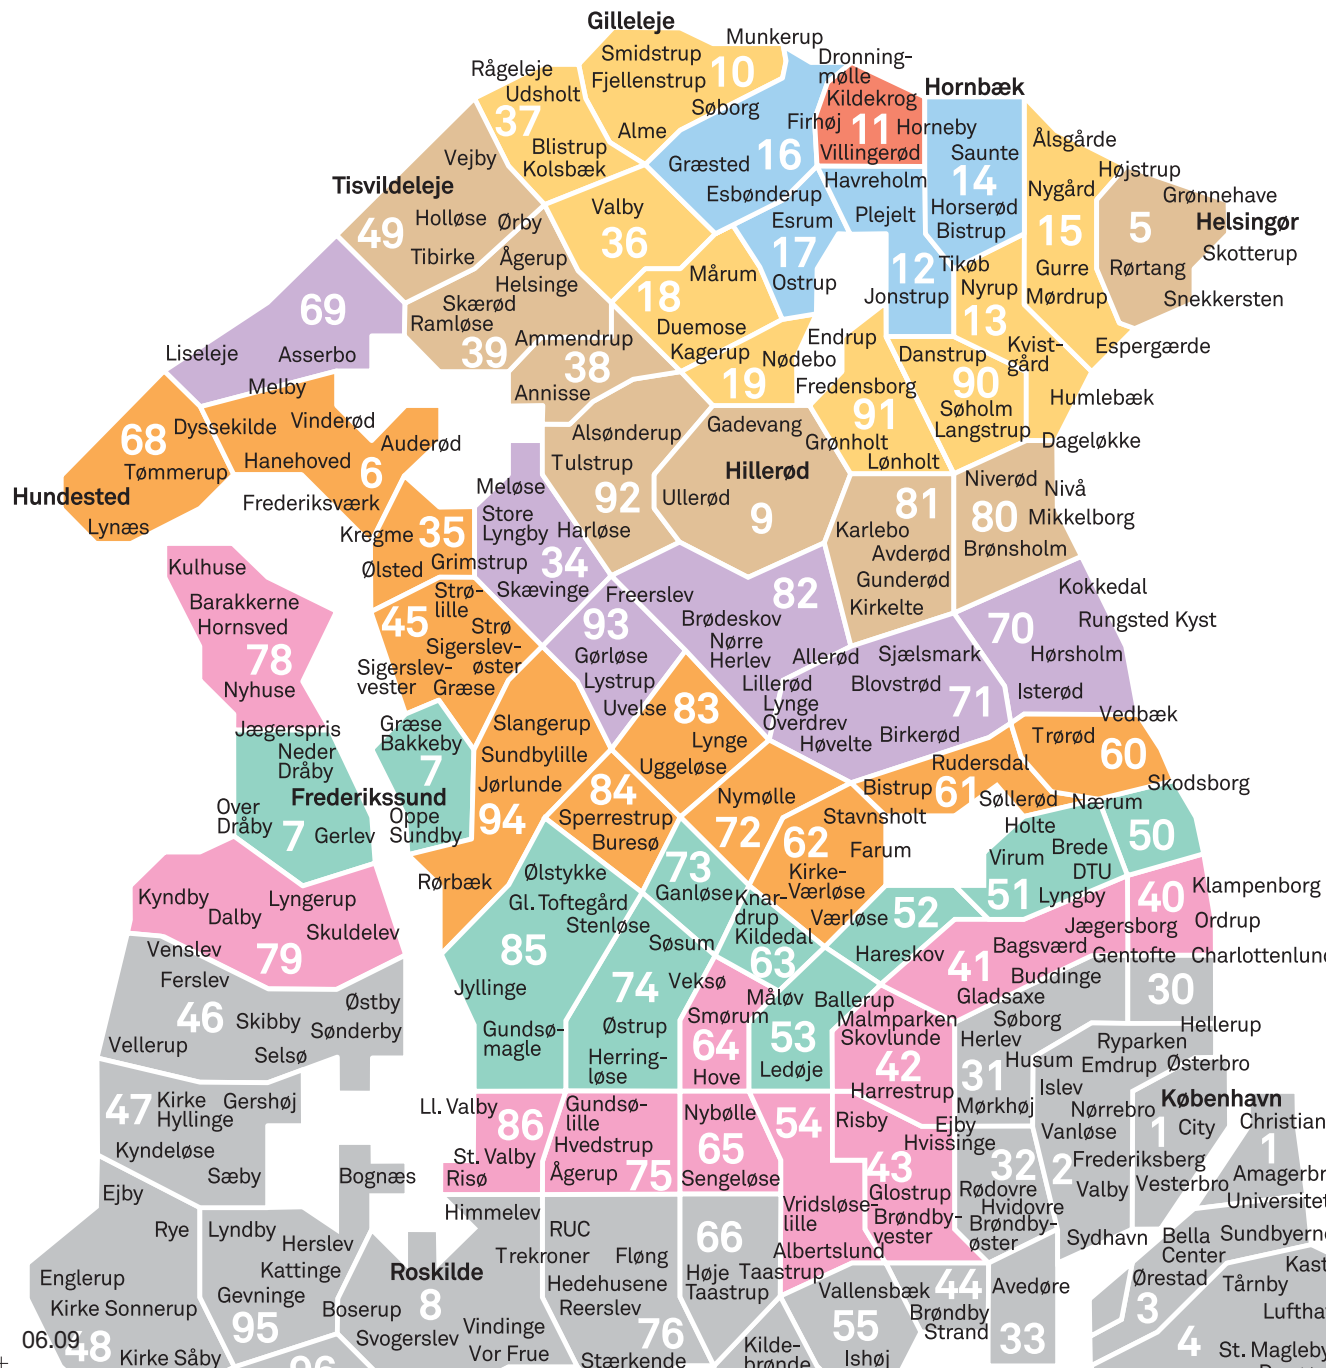 Gilleleje
Munkerup
Smidstrup
10
Dronning-
mølle
Rågeleje
Fjellenstrup
Hornbæk
Udsholt
Søborg
Kildekrog
37
Alme
Firhøj
11
Horneby
Ålsgårde
Blistrup
Kolsbæk
Græsted
16
Villingerød
Saunte
Højstrup
Vejby
14
Tisvildeleje
Esbønderup
Havreholm
Nygård
Grønnehave
Holløse
Ørby
Valby
Esrum
Plejelt
Horserød
Bistrup
15
5
Helsingør
49
36
17
Skotterup
Tibirke
Ågerup
Helsinge
Mårum
Ostrup
12
Tikøb
Gurre
Rørtang
Skærød
18
Jonstrup
Nyrup
Mørdrup
Snekkersten
69
Ramløse
Duemose
13
Liseleje
Asserbo
39
Ammendrup
Kagerup
Nødebo
Endrup
Danstrup
Kvist-
gård
Espergærde
Melby
38
19
Fredensborg
90
Humlebæk
Annisse
91
Søholm
Langstrup
68
Dyssekilde
Vinderød
Auderød
Alsønderup
Gadevang
Grønholt
Dageløkke
Tømmerup
Hanehoved
6
Tulstrup
Hillerød
Lønholt
Niverød
Hundested
Frederiksværk
Meløse
92
Ullerød
9
81
80
Nivå
Lynæs
Kregme
35
Store
Lyngby
Harløse
Karlebo
Mikkelborg
Kulhuse
Ølsted
Grimstrup
34
Avderød
Brønsholm
Barakkerne
Strø-
lille
Skævinge
Freerslev
82
Gunderød
Kokkedal
Hornsved
45
Strø
93
Brødeskov
Kirkelte
Rungsted Kyst
78
Sigerslev-
øster
Gørløse
Nørre
Herlev
Allerød
Sjælsmark
70
Hørsholm
Nyhuse
Sigerslev-
vester
Græse
Lystrup
Lillerød
Blovstrød
Isterød
Jægerspris
Græse
Bakkeby
Slangerup
Uvelse
83
Lynge
Overdrev
71
Vedbæk
Neder
Dråby
7
Sundbylille
Lynge
Høvelte
Birkerød
Trørød
60
Frederikssund
Jørlunde
Uggeløse
Rudersdal
Skodsborg
Over
Dråby
7
Gerlev
Oppe
Sundby
94
84
Sperrestrup
Nymølle
Bistrup
61
Søllerød
Nærum
Buresø
72
62
Stavnsholt
Holte
50
Kyndby
Lyngerup
Rørbæk
Ølstykke
73
Farum
Virum
Brede
Dalby
Skuldelev
Gl. Toftegård
Ganløse
Kirke-
Værløse
DTU
Klampenborg
Venslev
79
Stenløse
Knar-
drup
Værløse
52
51
Lyngby
40
Ordrup
Ferslev
85
Søsum
Kildedal
Hareskov
Bagsværd
Jægersborg
Charlottenlund
46
Skibby
Østby
Jyllinge
74
Veksø
63
41
Buddinge
Gentofte
30
Vellerup
Selsø
Sønderby
Gundsø-
magle
Østrup
Smørum
Måløv
Ballerup
Gladsaxe
Søborg
Hellerup
Herring-
løse
64
53
Malmparken
Skovlunde
Herlev
Ryparken
Hove
Ledøje
42
Husum
Emdrup
Østerbro
47
Kirke
Hyllinge
Gershøj
Ll. Valby
Gundsø-
lille
Harrestrup
31
Islev
København
Kyndeløse
86
Nybølle
54
Risby
Mørkhøj
Nørrebro
1
City
Christian
St. Valby
Hvedstrup
65
Ejby
Hvissinge
Vanløse
1
Sæby
Bognæs
Risø
Ågerup
75
Sengeløse
43
32
2
Frederiksberg
Amagerbr
Ejby
Himmelev
Glostrup
Rødovre
Valby
Vesterbro
Universitet
Rye
Lyndby
RUC
66
Vridsløse-
lille
Brøndby-
vester
Hvidovre
Brøndby-
øster
Sydhavn
Bella
Center
Sundbyerne
Herslev
Trekroner
Fløng
Albertslund
Kast
Englerup
Kattinge
Roskilde
Hedehusene
Høje
Taastrup
Taastrup
Vallensbæk
44
Avedøre
Ørestad
Tårnby
Kirke Sonnerup
Gevninge
Boserup
8
Reerslev
Brøndby
Strand
3
Luftha
06.09
48
95
Svogerslev
Vindinge
76
Kilde-
brønde
55
33
4
St. Magleby
Kirke Såby
96
Vor Frue
Stærkende
Ishøj